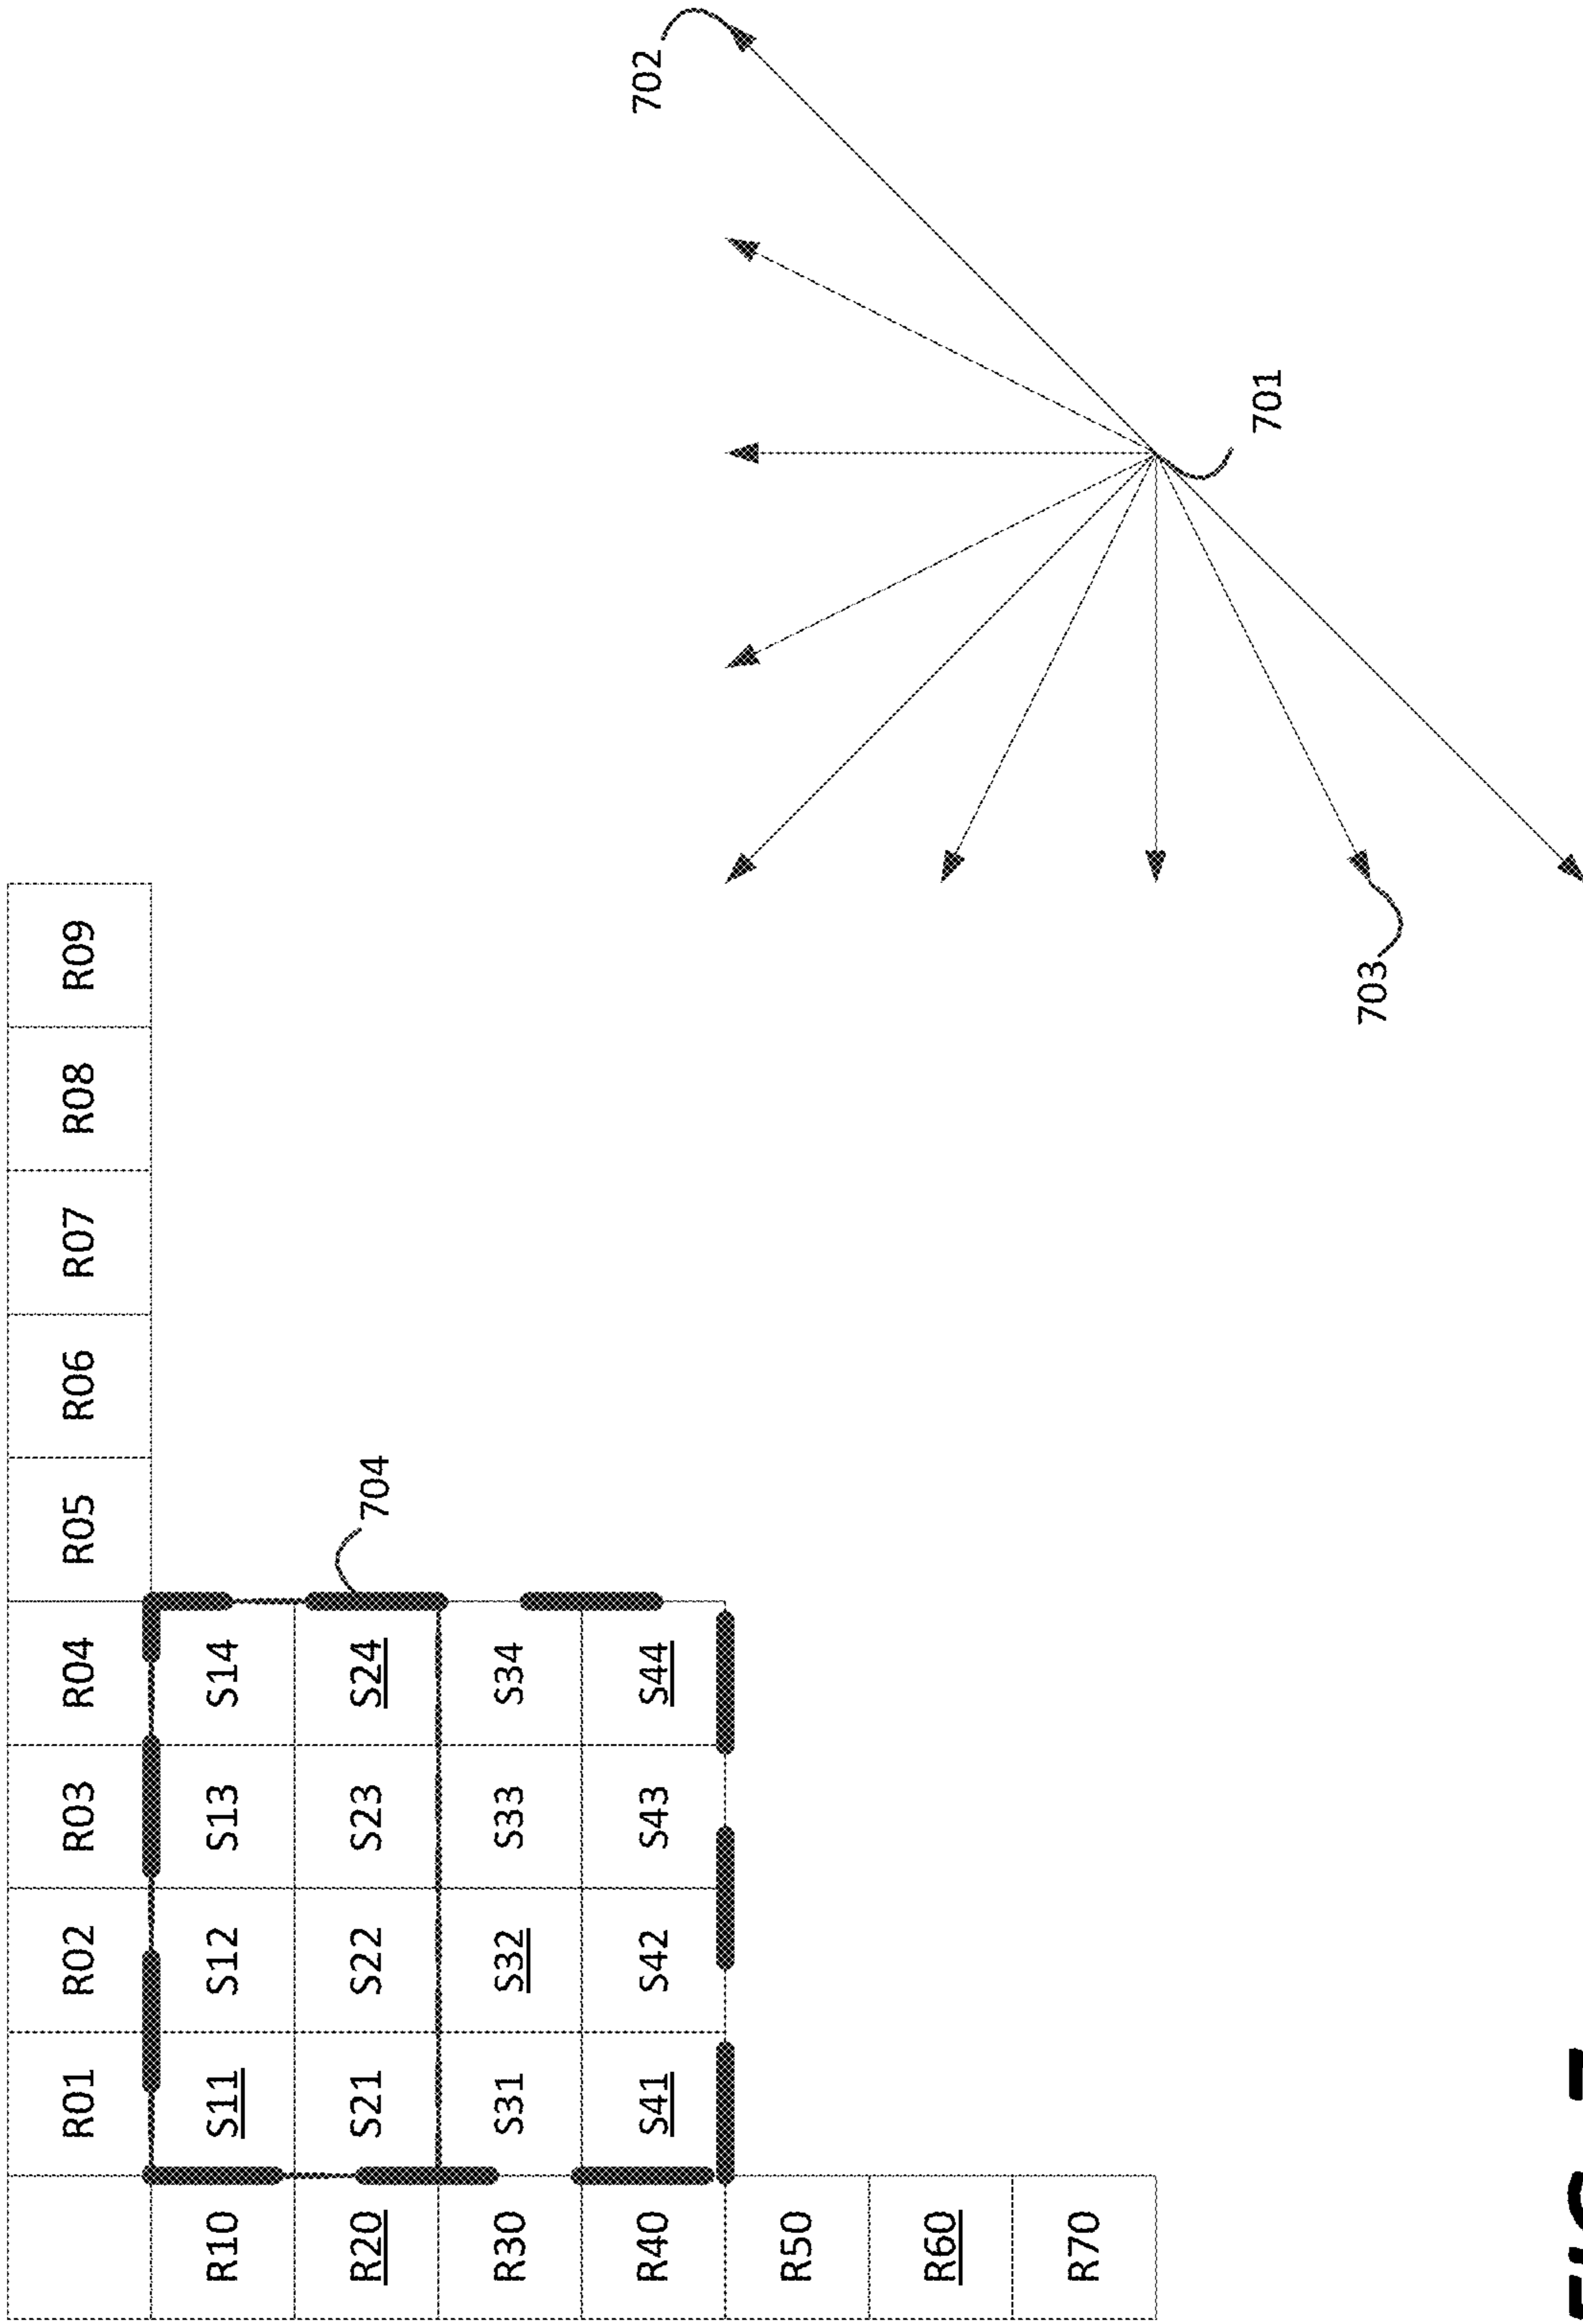 R01 R02 R03 R04 R05 R06 R07 R08 R09
R10 S11 S12 S13 S14
R20 S21 S22 S23 S24
704
R30 S31 S32 S33 S34
R40 S41 S42 S43 S44
702
R50
R60
R70
701
703